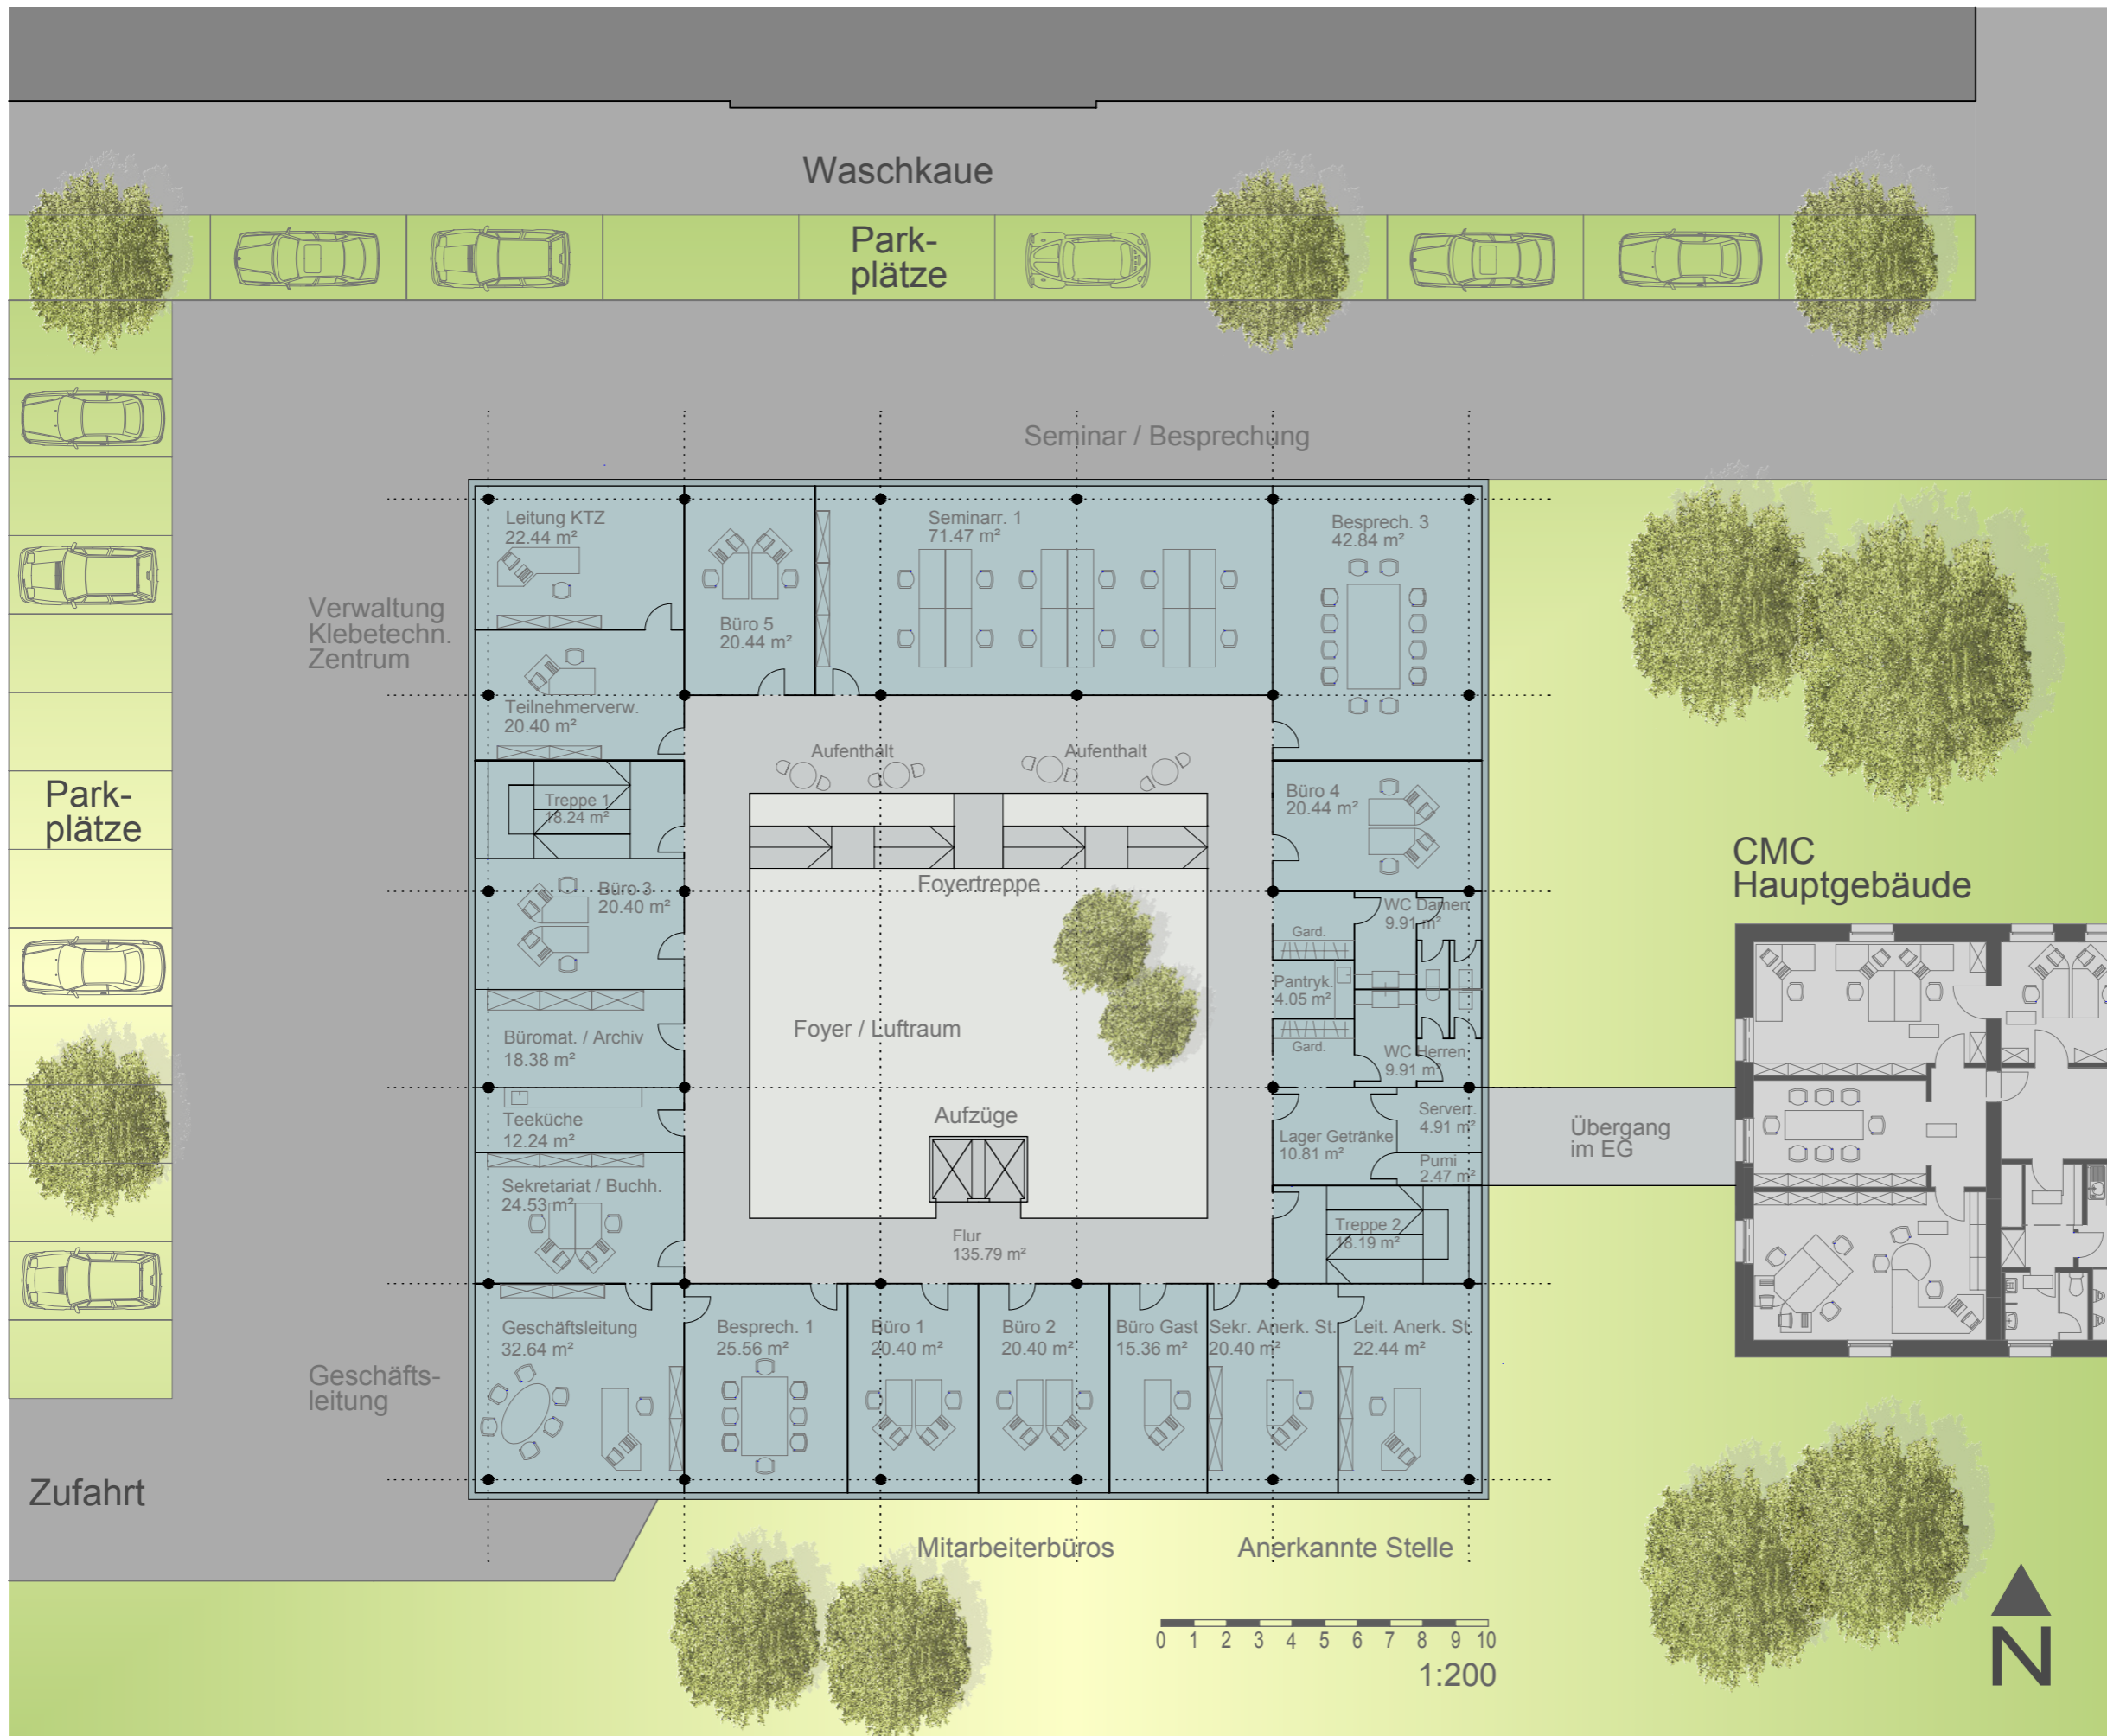 Waschkaue
Park-
plätze
Seminar / Besprechung
Leitung KTZ
22.44 m²
Seminarr. 1
71.47 m²
Besprech. 3
42.84 m²
Verwaltung
Klebetechn.
Zentrum
Büro 5
20.44 m²
Teilnehmerverw.
20.40 m²
Aufenthalt
Aufenthalt
Park-
plätze
Treppe 1
18.24 m²
Büro 4
20.44 m²
CMC
Hauptgebäude
Foyertreppe
Büro 3
20.40 m²
WC Damen
9.91 m²
Gard.
Pantryk.
4.05 m²
Foyer / Luftraum
Büromat. / Archiv
18.38 m²
Gard.
WC Herren
9.91 m²
Aufzüge
Teeküche
12.24 m²
Serverr.
4.91 m²
Lager Getränke
10.81 m²
Übergang
im EG
Pumi
2.47 m²
Sekretariat / Buchh.
24.53 m²
Treppe 2
18.19 m²
Flur
135.79 m²
Geschäftsleitung
32.64 m²
Besprech. 1
25.56 m²
Büro 1
20.40 m²
Büro 2
20.40 m²
Büro Gast
15.36 m²
Sekr. Anerk. St.
20.40 m²
Leit. Anerk. St.
22.44 m²
Geschäfts-
leitung
Zufahrt
Mitarbeiterbüros
Anerkannte Stelle
0 1 2 3 4 5 6 7 8 9 10
1:200
N